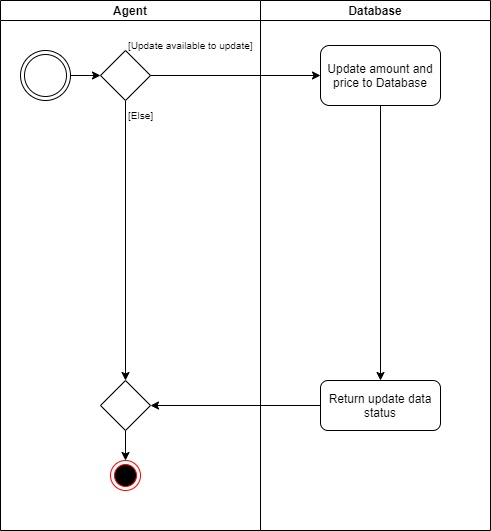 Agent
Database
[Update available to update]
Update amount and
price to Database
[Else]
Return update data
status